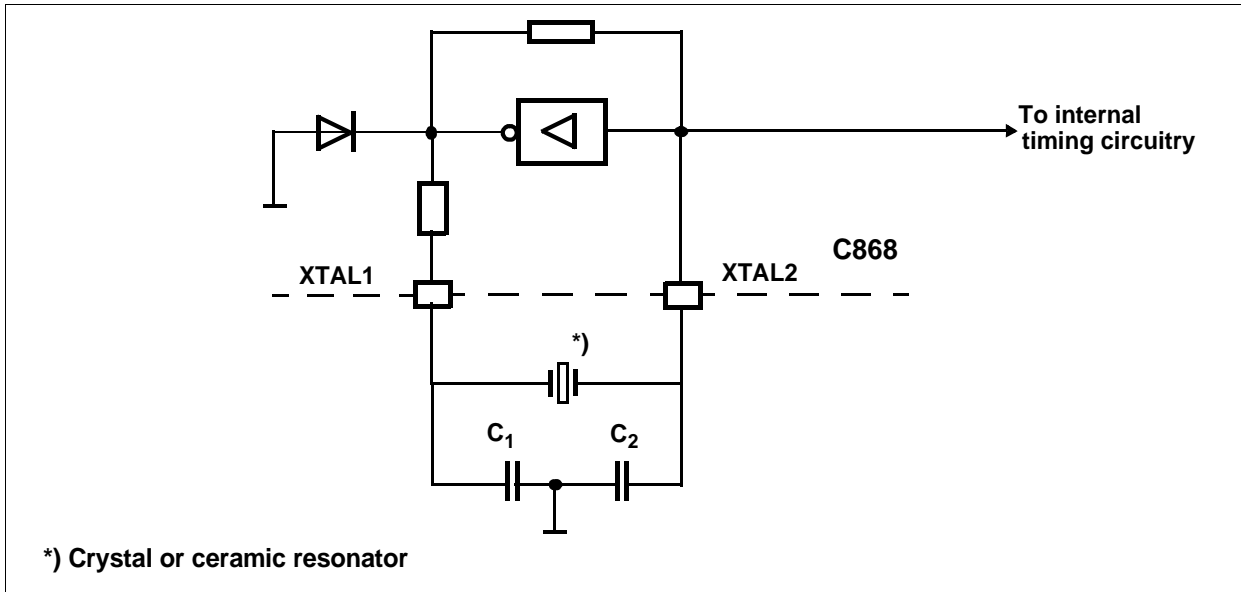 To internal
timing circuitry
C868
XTAL1
XTAL2
*)
C1
C2
*) Crystal or ceramic resonator